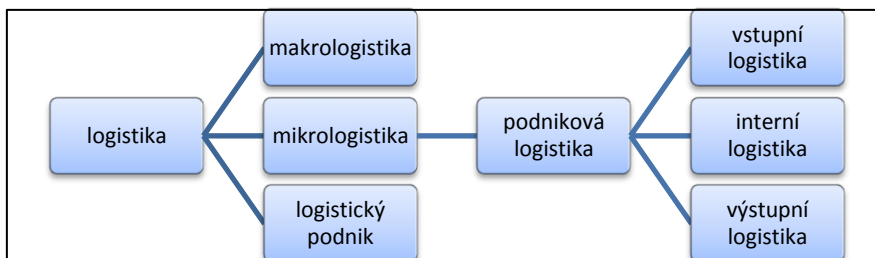 logistika
makrologistika
mikrologistika
logistický
podnik
podniková
logistika
vstupní
logistika
interní
logistika
výstupní
logistika